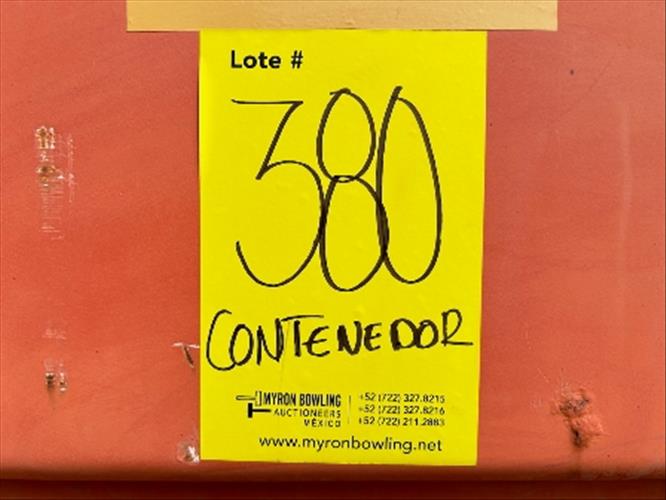 Lote #
380
CONTENEDOR
MYRON BOWLING
AUCTIONEERS
MÉXICO
+52 (722) 327.8215
+52 (722) 327.8216
+52 (722) 211.2883
www.myronbowling.net